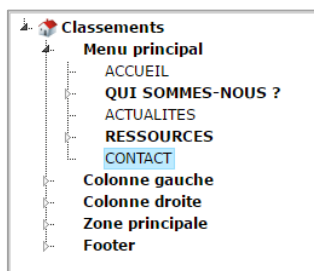 Classements
Menu principal
ACCUEIL
QUI SOMMES-NOUS ?
ACTUALITES
RESSOURCES
CONTACT
Colonne gauche
Colonne droite
Zone principale
Footer